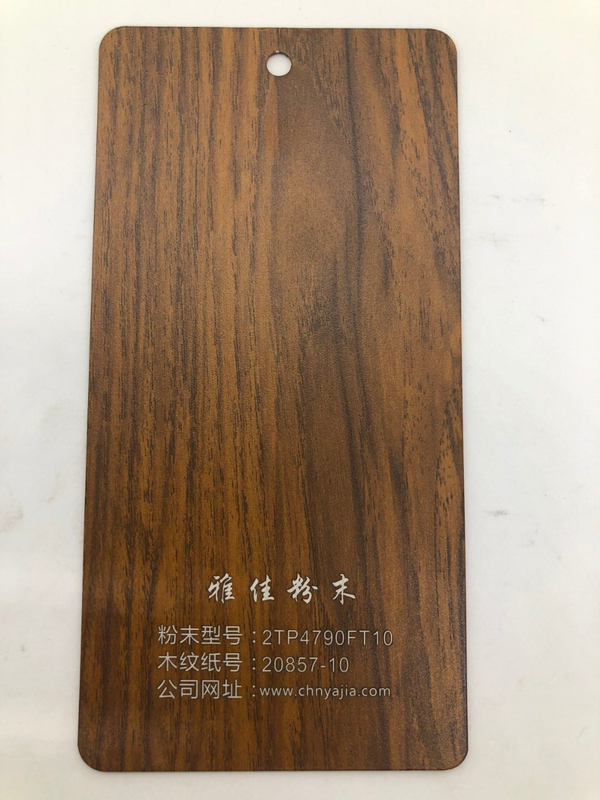 雅佳粉末
粉末型号:2TP4790FT10
木纹纸号:20857-10
公司网址:www.chnyajia.com